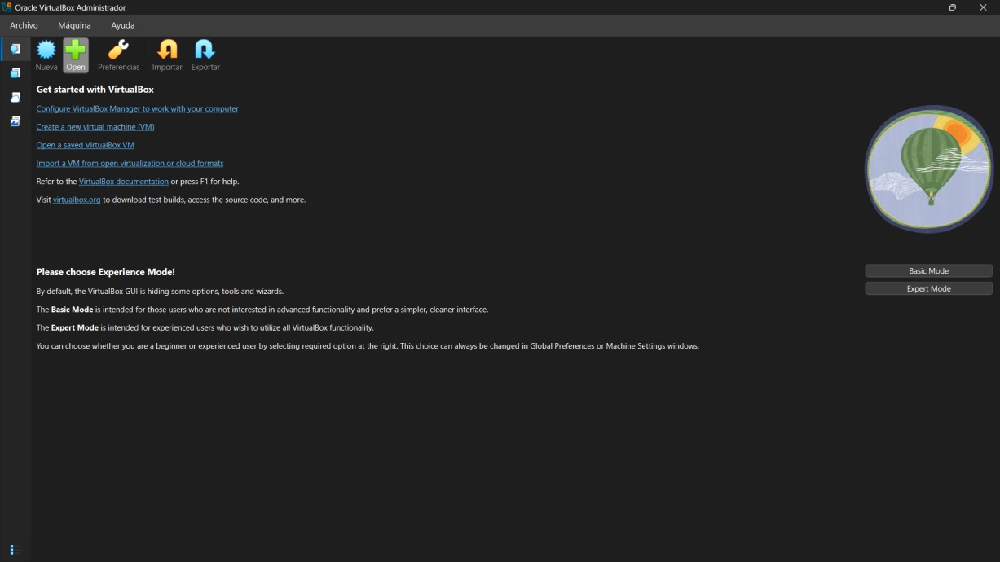 Oracle VirtualBox Administrador
Archivo Máquina Ayuda
Nueva Open Preferencias Importar Exportar
Get started with VirtualBox
Configure VirtualBox Manager to work with your computer
Create a new virtual machine (VM)
Open a saved VirtualBox VM
Import a VM from open virtualization or cloud formats
Refer to the VirtualBox documentation or press F1 for help.
Visit virtualbox.org to download test builds, access the source code, and more.
Please choose Experience Mode!
Basic Mode
Expert Mode
By default, the VirtualBox GUI is hiding some options, tools and wizards.
The Basic Mode is intended for those users who are not interested in advanced functionality and prefer a simpler, cleaner interface.
The Expert Mode is intended for experienced users who wish to utilize all VirtualBox functionality.
You can choose whether you are a beginner or experienced user by selecting required option at the right. This choice can always be changed in Global Preferences or Machine Settings windows.